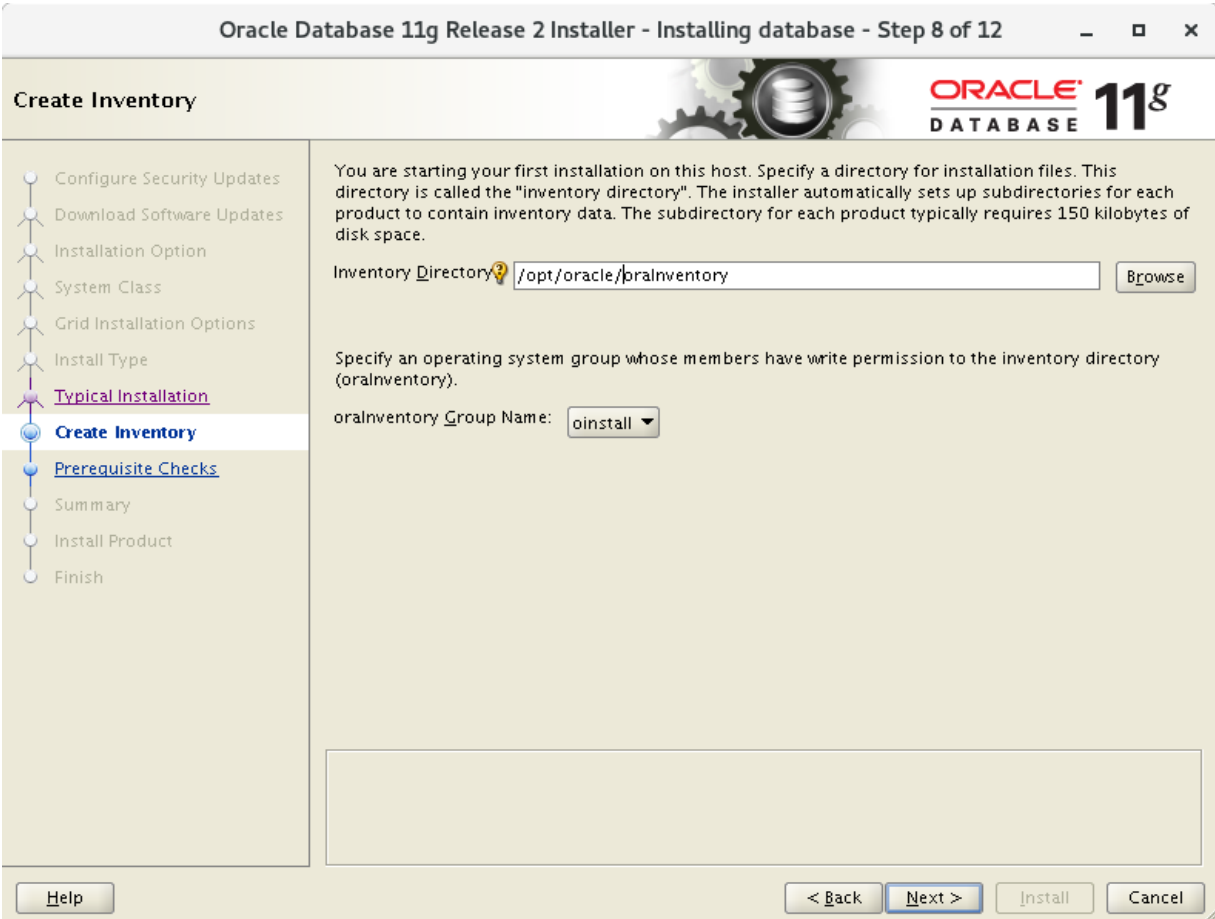 Oracle Database 11g Release 2 Installer - Installing database - Step 8 of 12
Create Inventory
ORACLE
DATABASE
11g
Configure Security Updates
Download Software Updates
Installation Option
System Class
Grid Installation Options
Install Type
Typical Installation
Create Inventory
Prerequisite Checks
Summary
Install Product
Finish
You are starting your first installation on this host. Specify a directory for installation files. This
directory is called the "inventory directory". The installer automatically sets up subdirectories for each
product to contain inventory data. The subdirectory for each product typically requires 150 kilobytes of
disk space.
Inventory Directory /opt/oracle/oraInventory Browse
Specify an operating system group whose members have write permission to the inventory directory
(oraInventory).
oraInventory Group Name: oinstall
Help < Back Next > Install Cancel